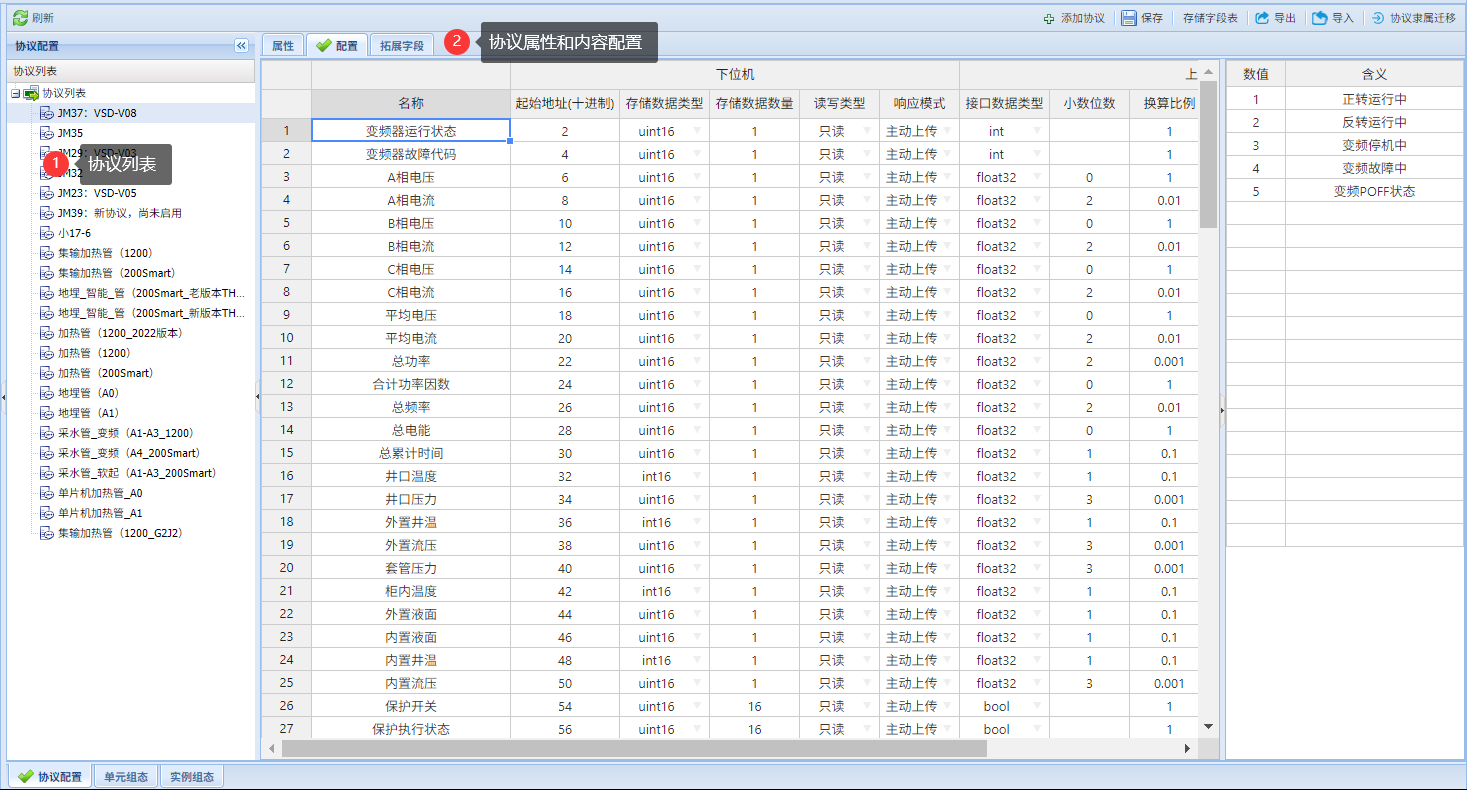 刷新 添加协议 保存 存储字段表 导出 导入 协议隶属迁移
协议配置
协议列表
协议列表
JM37：VSD-V08
JM35
JM29：VSD-V03
JM32
JM23：VSD-V05
JM39：新协议，尚未启用
小17-6
集输加热管（1200）
集输加热管（200Smart）
地埋_智能_管（200Smart_老版本TH...
地埋_智能_管（200Smart_新版本TH...
加热管（1200_2022版本）
加热管（1200）
加热管（200Smart）
地埋管（A0）
地埋管（A1）
采水管_变频（A1-A3_1200）
采水管_变频（A4_200Smart）
采水管_软起（A1-A3_200Smart）
单片机加热管_A0
单片机加热管_A1
集输加热管（1200_G2J2）
1 协议列表
属性 配置 拓展字段
2 协议属性和内容配置
下位机 上
名称 起始地址(十进制) 存储数据类型 存储数据数量 读写类型 响应模式 接口数据类型 小数位数 换算比例
1 变频器运行状态 2 uint16 1 只读 主动上传 int 1
2 变频器故障代码 4 uint16 1 只读 主动上传 int 1
3 A相电压 6 uint16 1 只读 主动上传 float32 0 1
4 A相电流 8 uint16 1 只读 主动上传 float32 2 0.01
5 B相电压 10 uint16 1 只读 主动上传 float32 0 1
6 B相电流 12 uint16 1 只读 主动上传 float32 2 0.01
7 C相电压 14 uint16 1 只读 主动上传 float32 0 1
8 C相电流 16 uint16 1 只读 主动上传 float32 2 0.01
9 平均电压 18 uint16 1 只读 主动上传 float32 0 1
10 平均电流 20 uint16 1 只读 主动上传 float32 2 0.01
11 总功率 22 uint16 1 只读 主动上传 float32 2 0.001
12 合计功率因数 24 uint16 1 只读 主动上传 float32 0 1
13 总频率 26 uint16 1 只读 主动上传 float32 2 0.01
14 总电能 28 uint16 1 只读 主动上传 float32 0 1
15 总累计时间 30 uint16 1 只读 主动上传 float32 1 0.1
16 井口温度 32 int16 1 只读 主动上传 float32 1 0.1
17 井口压力 34 uint16 1 只读 主动上传 float32 3 0.001
18 外置井温 36 int16 1 只读 主动上传 float32 1 0.1
19 外置流压 38 uint16 1 只读 主动上传 float32 3 0.001
20 套管压力 40 uint16 1 只读 主动上传 float32 3 0.001
21 柜内温度 42 int16 1 只读 主动上传 float32 1 0.1
22 外置液面 44 uint16 1 只读 主动上传 float32 1 0.1
23 内置液面 46 uint16 1 只读 主动上传 float32 1 0.1
24 内置井温 48 int16 1 只读 主动上传 float32 1 0.1
25 内置流压 50 uint16 1 只读 主动上传 float32 3 0.001
26 保护开关 54 uint16 16 只读 主动上传 bool 1
27 保护执行状态 56 uint16 16 只读 主动上传 bool 1
数值 含义
1 正转运行中
2 反转运行中
3 变频停机中
4 变频故障中
5 变频POFF状态
协议配置 单元组态 实例组态